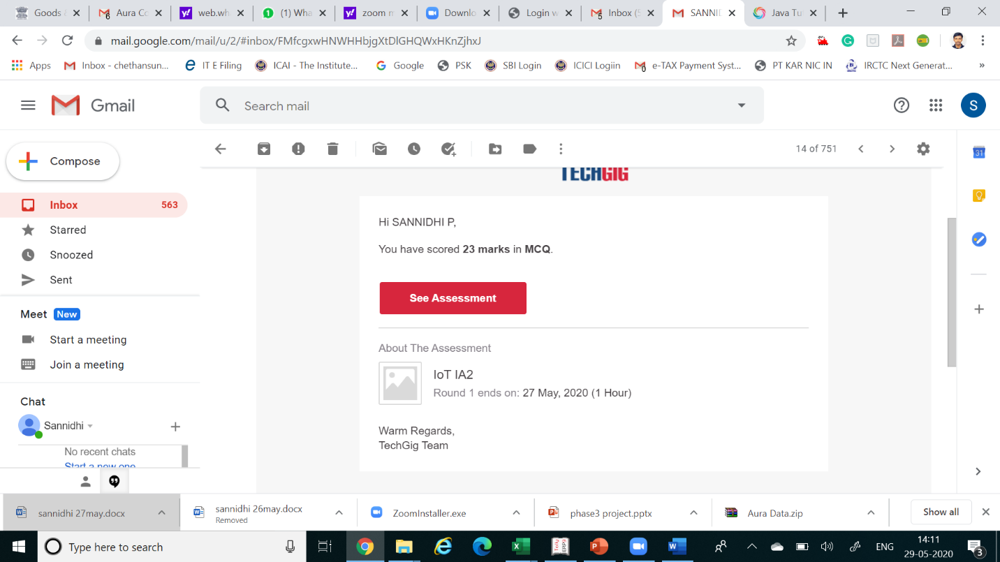 Goods &
Aura Co
web.wh
(1) Wha
zoom m
Downlo
Login w
Inbox (5
SANNID
Java Tu
mail.google.com/mail/u/2/#inbox/FMfcgxwHNWHHbjgXtDlGHQWxHKnZjhxJ
Apps
Inbox - chethansun...
IT E Filing
ICAI - The Institute...
Google
PSK
SBI Login
ICICI Logiin
e-TAX Payment Syst...
PT KAR NIC IN
IRCTC Next Generat...
»
Gmail
Search mail
S
Compose
14 of 751
31
TECHGIG
Inbox 563
Starred
Snoozed
Sent
Meet New
Start a meeting
Join a meeting
Chat
Sannidhi
No recent chats
Start a new one
Hi SANNIDHI P,
You have scored 23 marks in MCQ.
See Assessment
About The Assessment
IoT IA2
Round 1 ends on: 27 May, 2020 (1 Hour)
Warm Regards,
TechGig Team
sannidhi 27may.docx
sannidhi 26may.docx
Removed
ZoomInstaller.exe
phase3 project.pptx
Aura Data.zip
Show all
Type here to search
ENG
14:11
29-05-2020
3